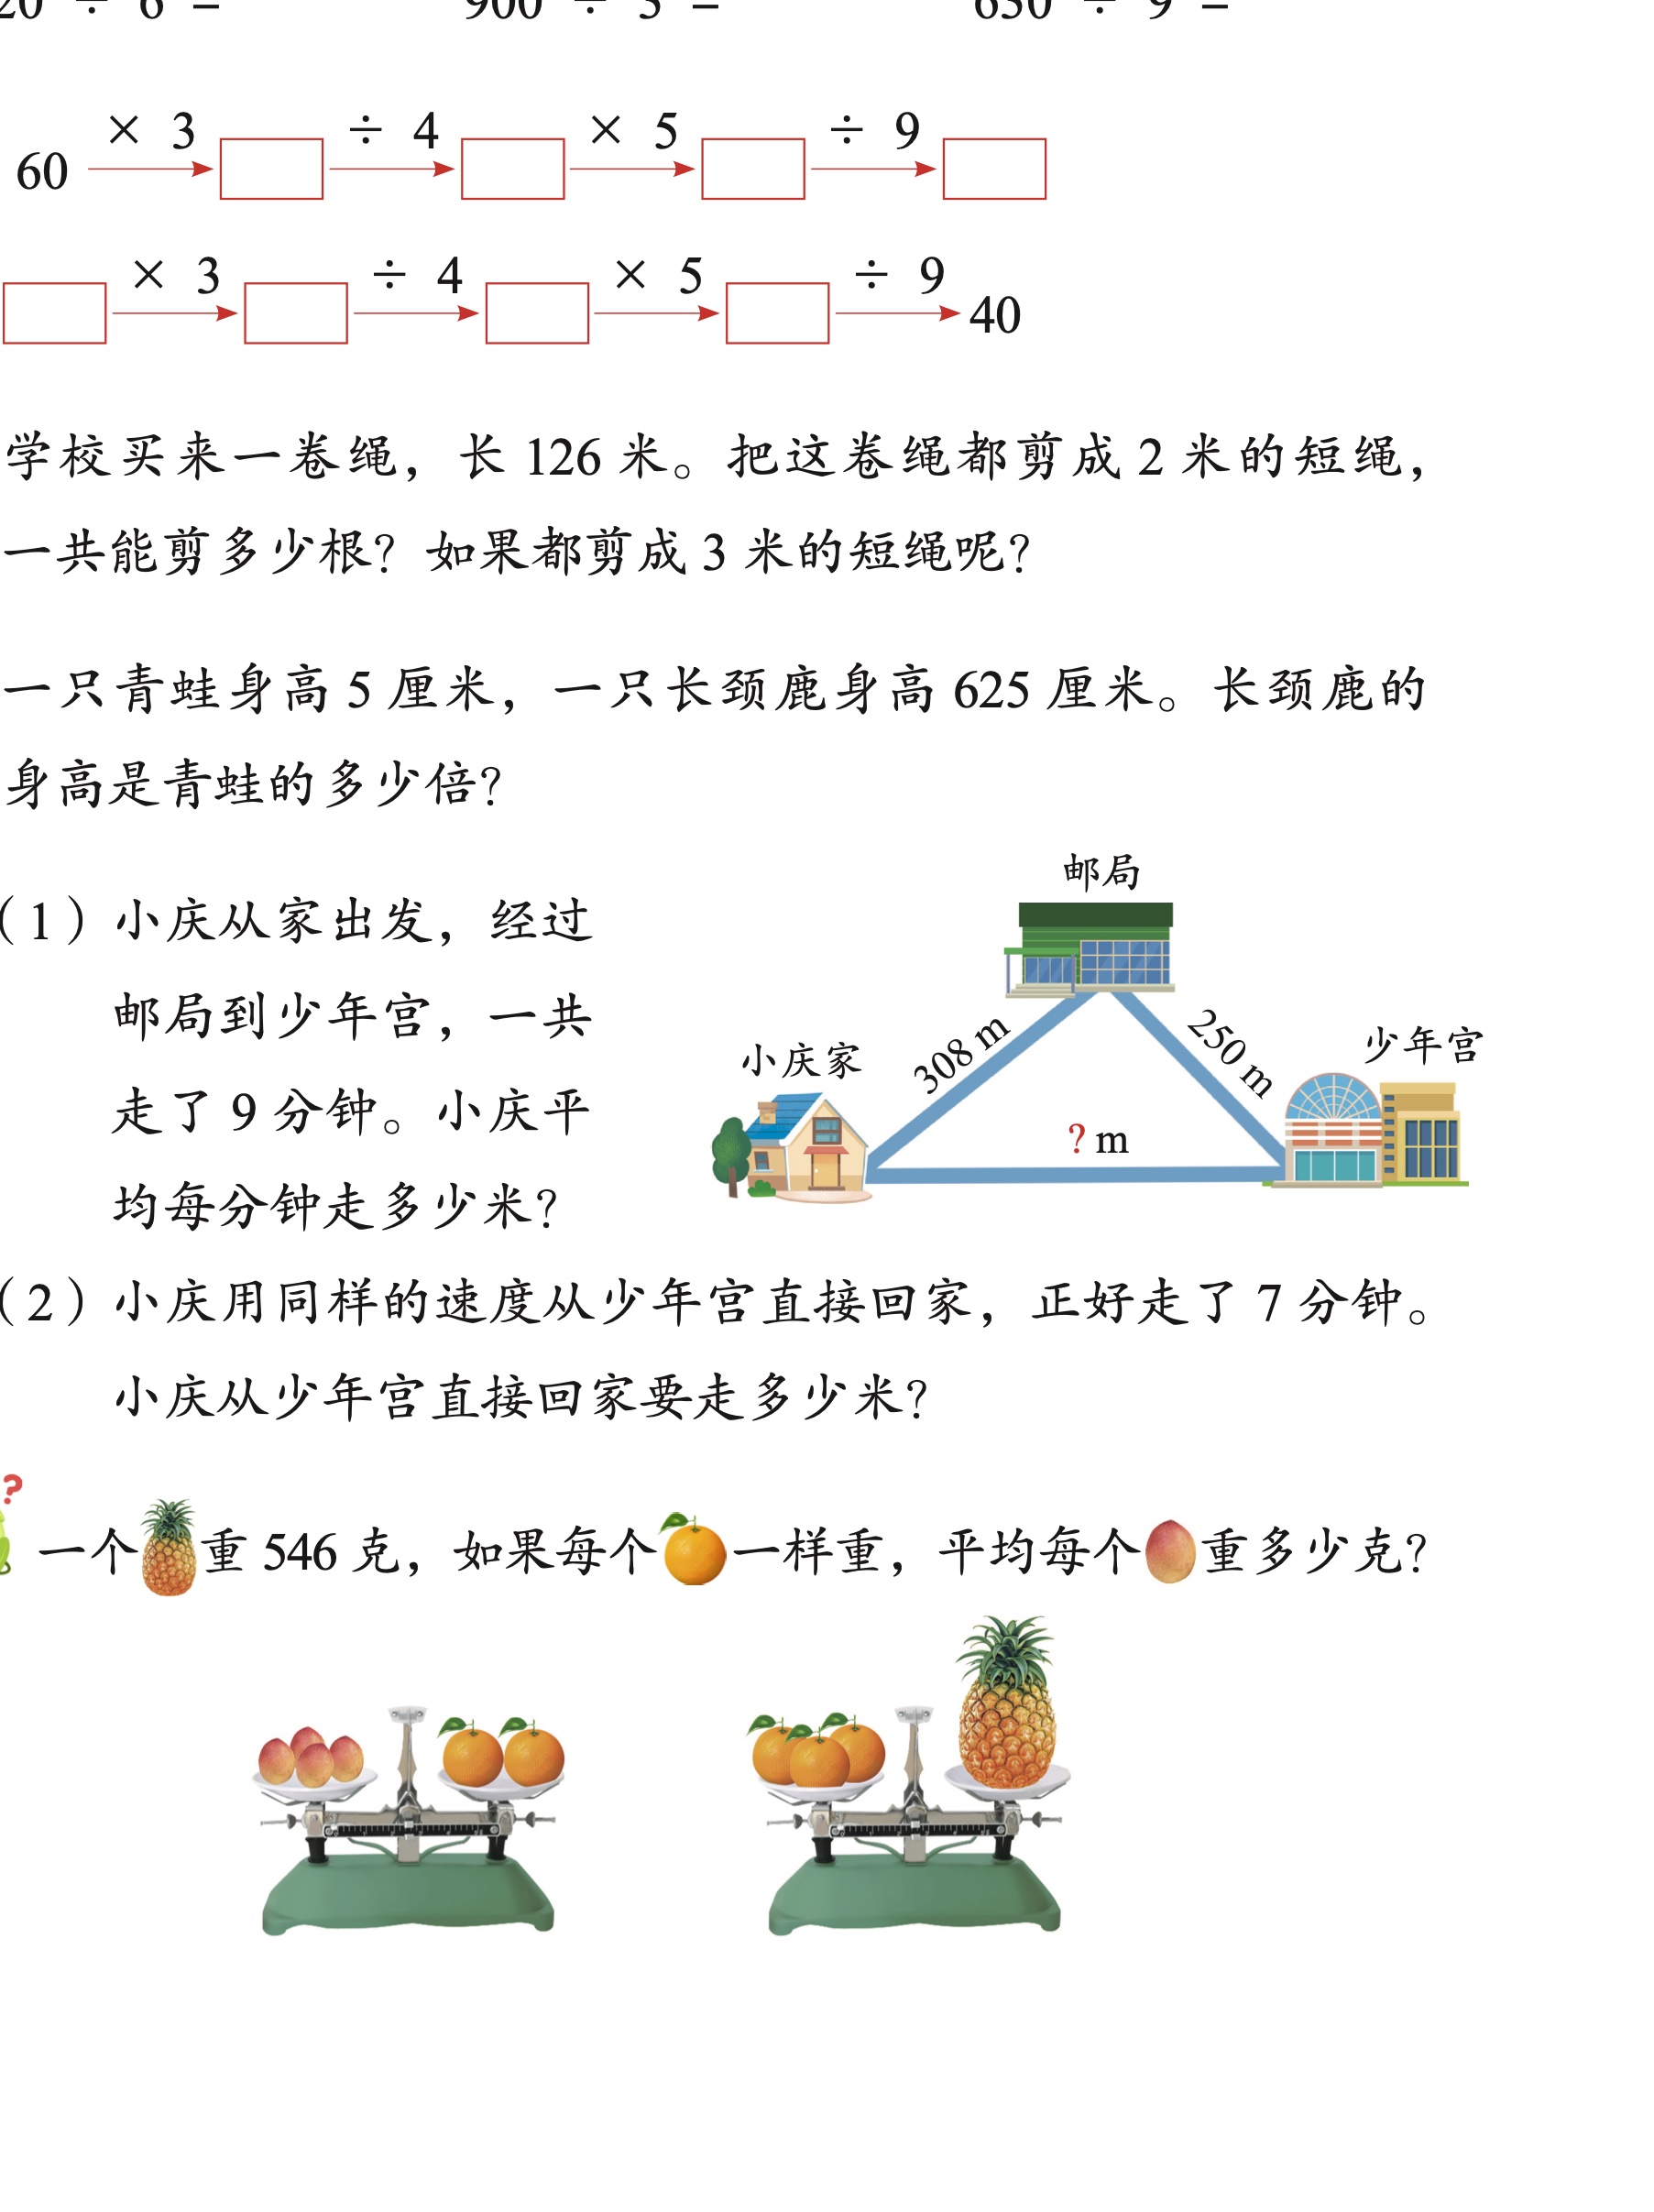 20 ÷ 6 =　900 ÷ 3 =　630 ÷ 9 =
× 3　÷ 4　× 5　÷ 9
60
× 3　÷ 4　× 5　÷ 9
40
学校买来一卷绳，长 126 米。把这卷绳都剪成 2 米的短绳，
一共能剪多少根？如果都剪成 3 米的短绳呢？
一只青蛙身高 5 厘米，一只长颈鹿身高 625 厘米。长颈鹿的
身高是青蛙的多少倍？
（1）小庆从家出发，经过
邮局到少年宫，一共
走了 9 分钟。小庆平
均每分钟走多少米？
邮局
小庆家
少年宫
308 m
250 m
? m
（2）小庆用同样的速度从少年宫直接回家，正好走了 7 分钟。
小庆从少年宫直接回家要走多少米？
?
一个重 546 克，如果每个一样重，平均每个重多少克？